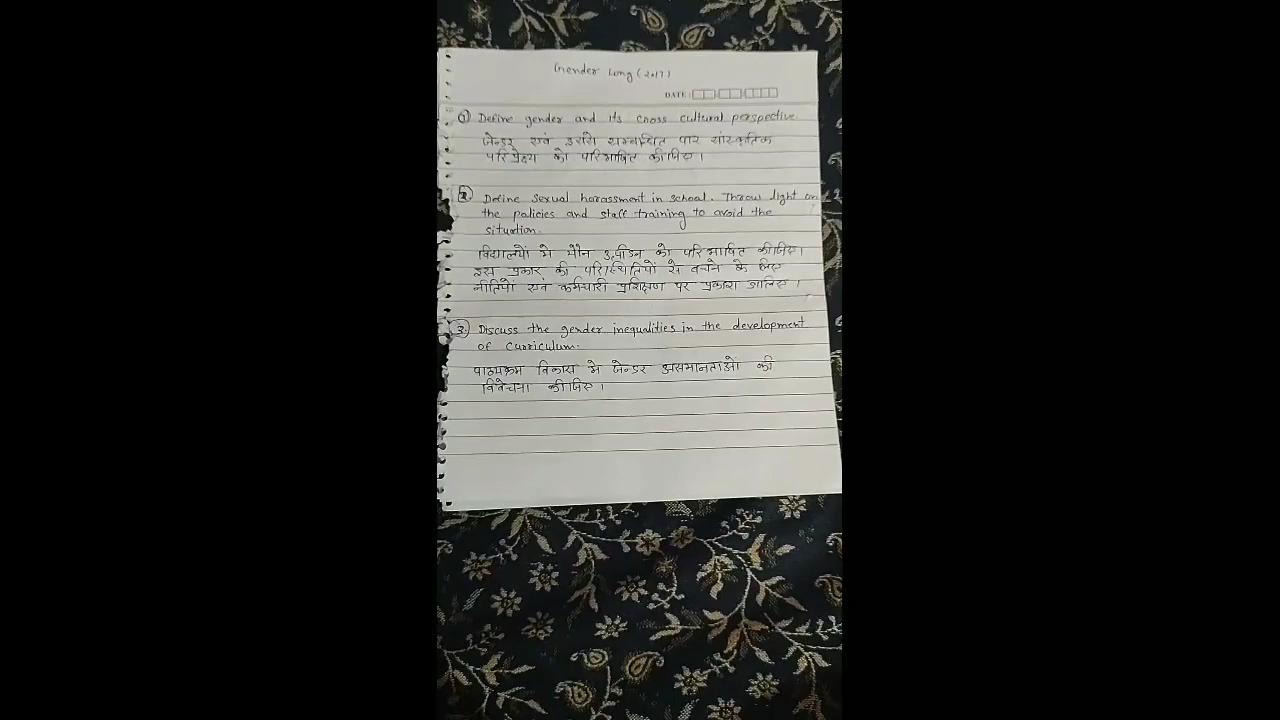 Gender Long (2017)
DATE:
① Define gender and its cross cultural perspective.
जेन्डर एवं इससे सम्बन्धित पार सांस्कृतिक
परिप्रेक्ष्य को परिभाषित कीजिए।
② Define sexual harassment in school. Throw light on
the policies and staff training to avoid the
situation.
विद्यालयों मे यौन उत्पीड़न को परिभाषित कीजिए।
इस प्रकार की परिस्थितियों से बचने के लिए
नीतियों एवं कर्मचारी प्रशिक्षण पर प्रकाश डालिए।
③ Discuss the gender inequalities in the development
of curriculum.
पाठ्यक्रम विकास मे जेन्डर असमानताओं की
विवेचना कीजिए।